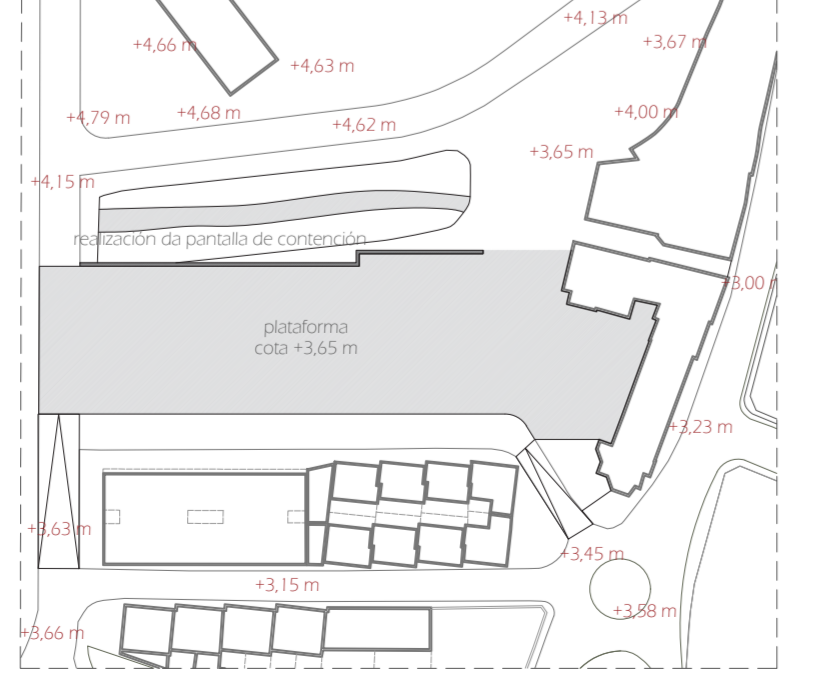 +4,13 m
+4,66 m
+3,67 m
+4,63 m
+4,79 m
+4,68 m
+4,00 m
+4,62 m
+3,65 m
+4,15 m
realización da pantalla de contención
+3,00 m
plataforma
cota +3,65 m
+3,23 m
+3,63 m
+3,45 m
+3,15 m
+3,58 m
+3,66 m